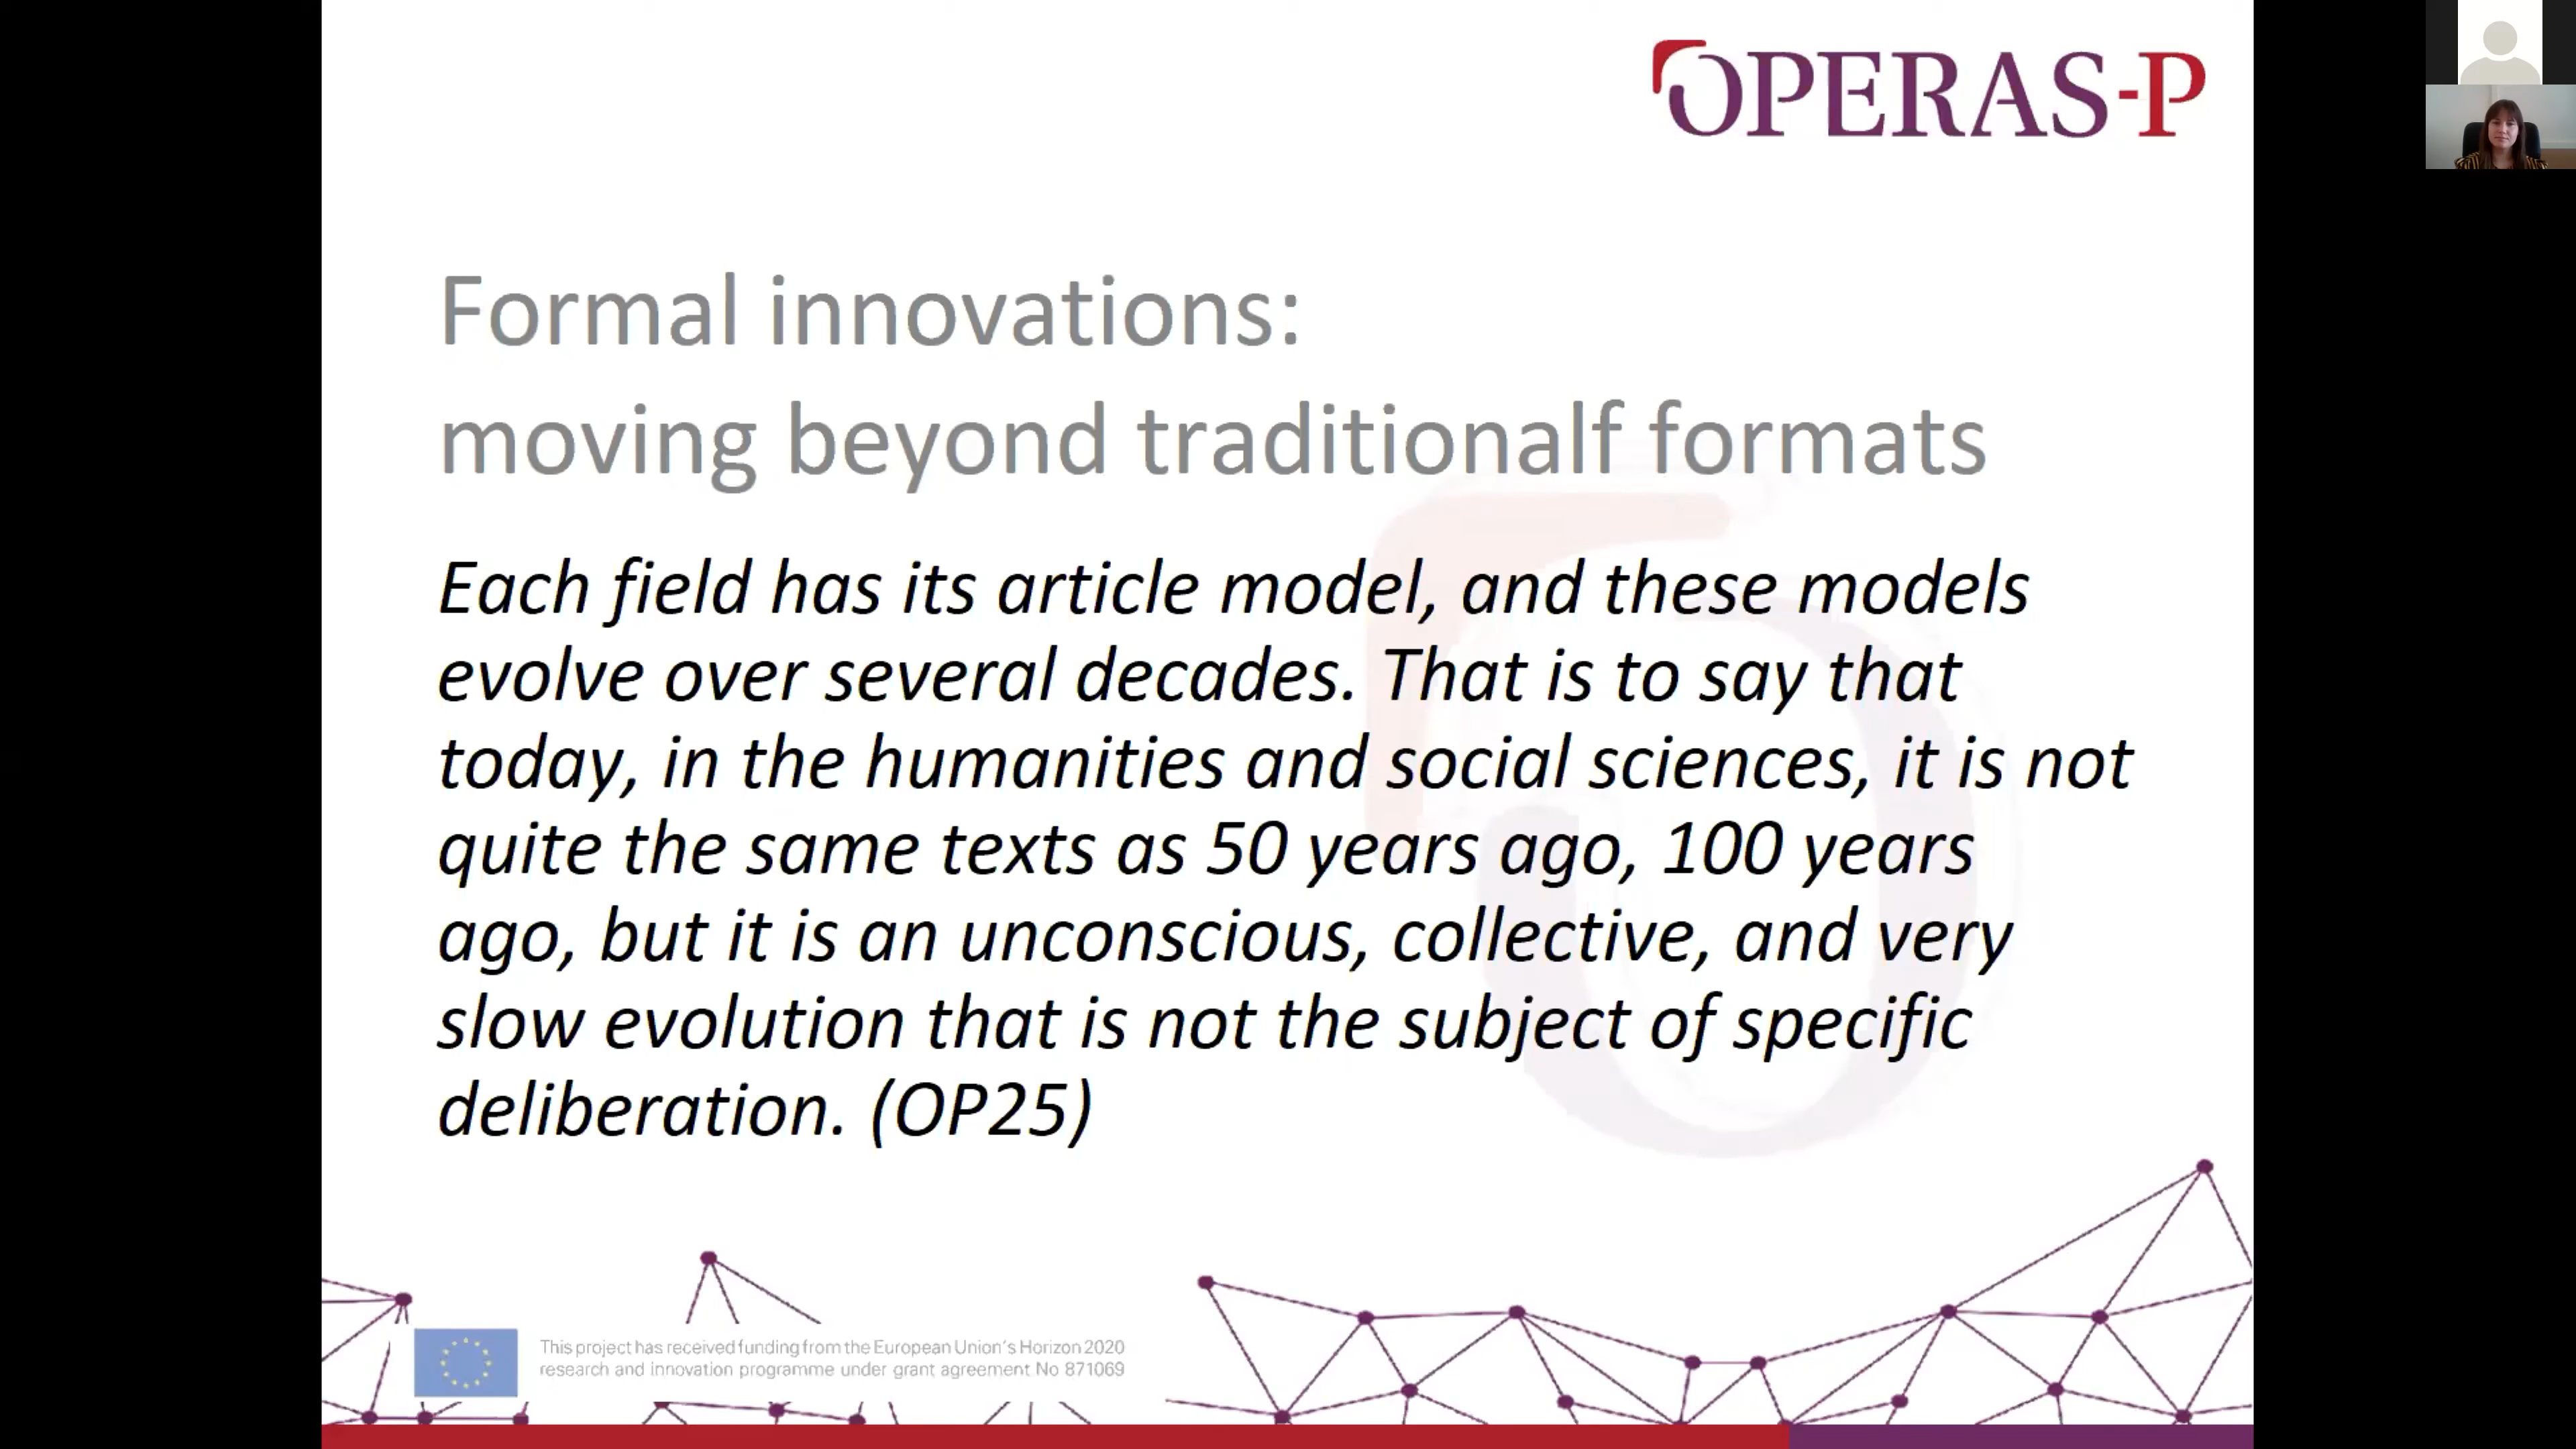 OPERAS-P
Formal innovations:
moving beyond traditionalf formats
Each field has its article model, and these models
evolve over several decades. That is to say that
today, in the humanities and social sciences, it is not
quite the same texts as 50 years ago, 100 years
ago, but it is an unconscious, collective, and very
slow evolution that is not the subject of specific
deliberation. (OP25)
This project has received funding from the European Union's Horizon 2020
research and innovation programme under grant agreement No 871069